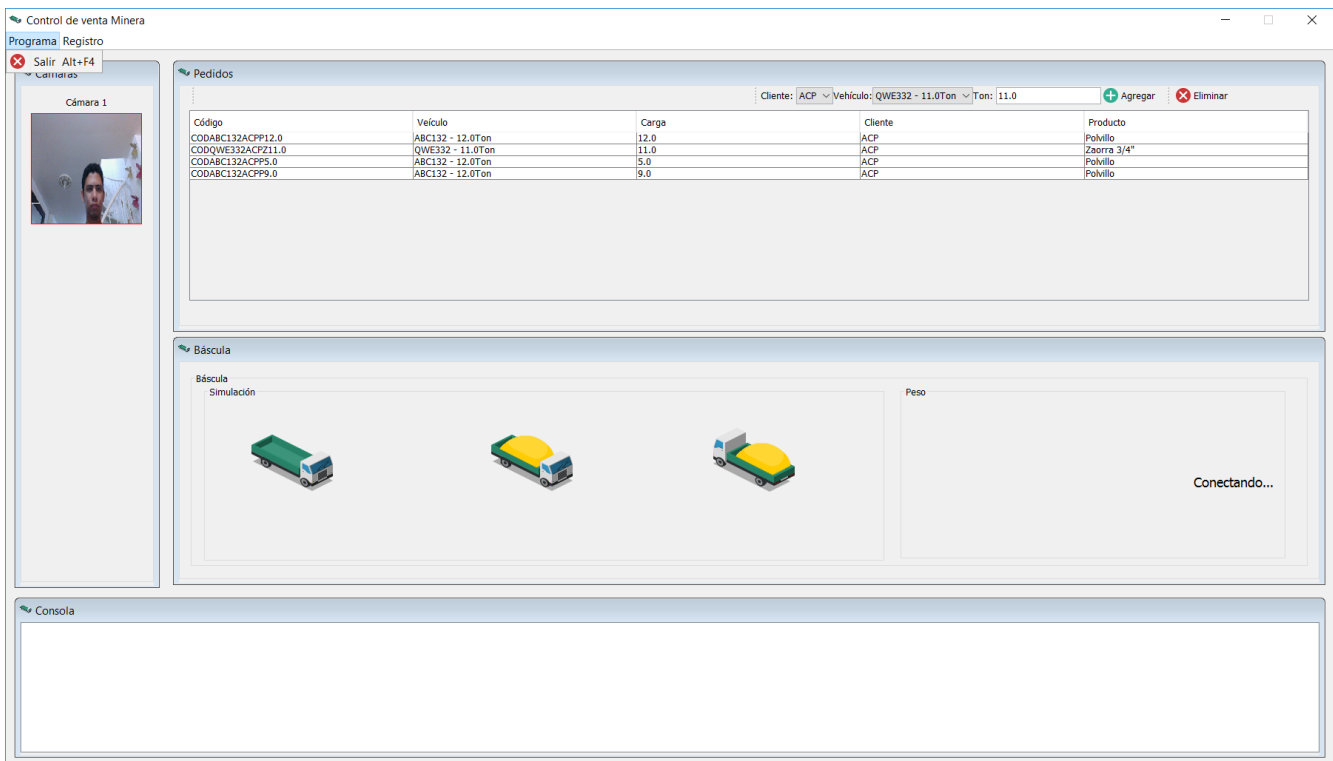 Control de venta Minera
Programa Registro
Salir Alt+F4
Cámaras
Cámara 1
Pedidos
Cliente: ACP Vehículo: QWE332 - 11.0Ton Ton: 11.0 Agregar Eliminar
Código Veículo Carga Cliente Producto
CODABC132ACPP12.0 ABC132 - 12.0Ton 12.0 ACP Polvillo
CODQWE332ACPZ11.0 QWE332 - 11.0Ton 11.0 ACP Zaorra 3/4"
CODABC132ACPP5.0 ABC132 - 12.0Ton 5.0 ACP Polvillo
CODABC132ACPP9.0 ABC132 - 12.0Ton 9.0 ACP Polvillo
Báscula
Báscula
Simulación Peso
Conectando...
Consola